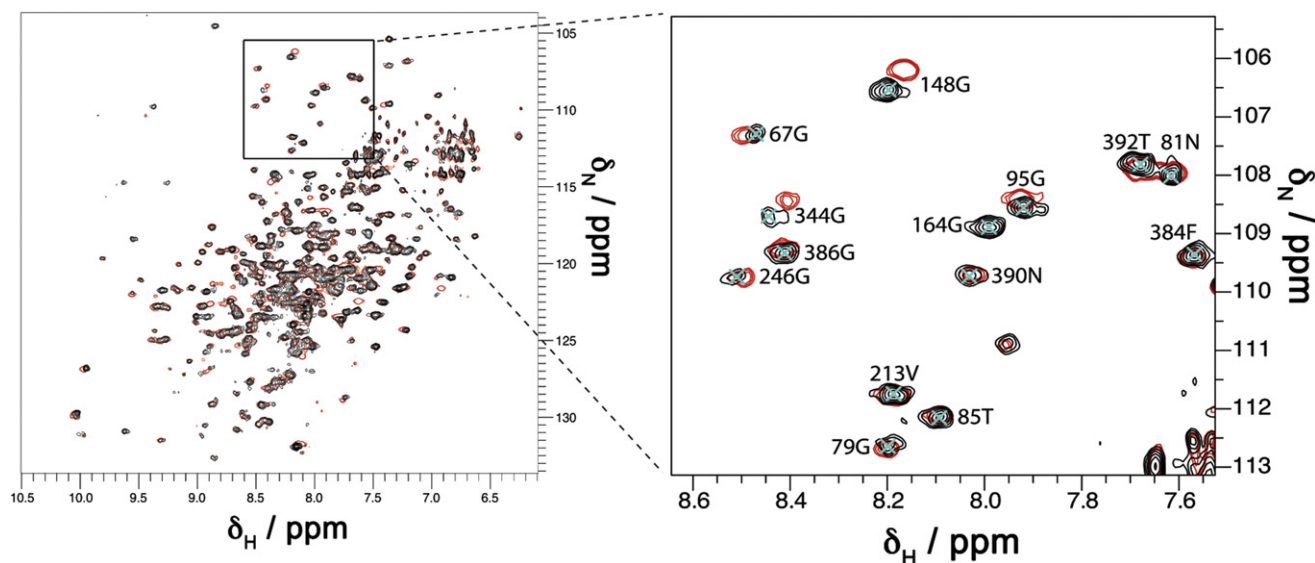 105
110
115
120
125
130
δN / ppm
10.5 10.0 9.5 9.0 8.5 8.0 7.5 7.0 6.5
δH / ppm
106
107
108
109
110
111
112
113
δN / ppm
148G
67G
392T 81N
95G
344G
164G
384F
386G
246G
390N
213V
85T
79G
8.6 8.4 8.2 8.0 7.8 7.6
δH / ppm